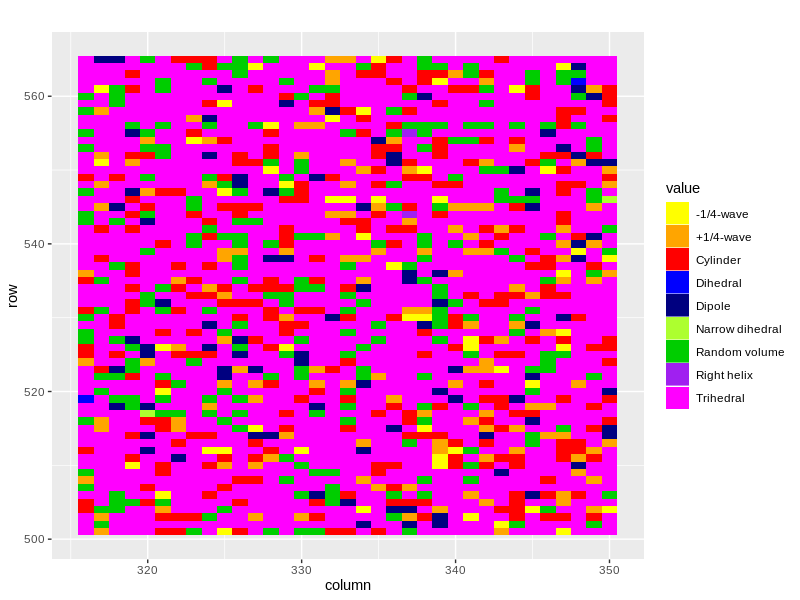 560
540
520
500
row
320
330
340
350
column
value
-1/4-wave
+1/4-wave
Cylinder
Dihedral
Dipole
Narrow dihedral
Random volume
Right helix
Trihedral